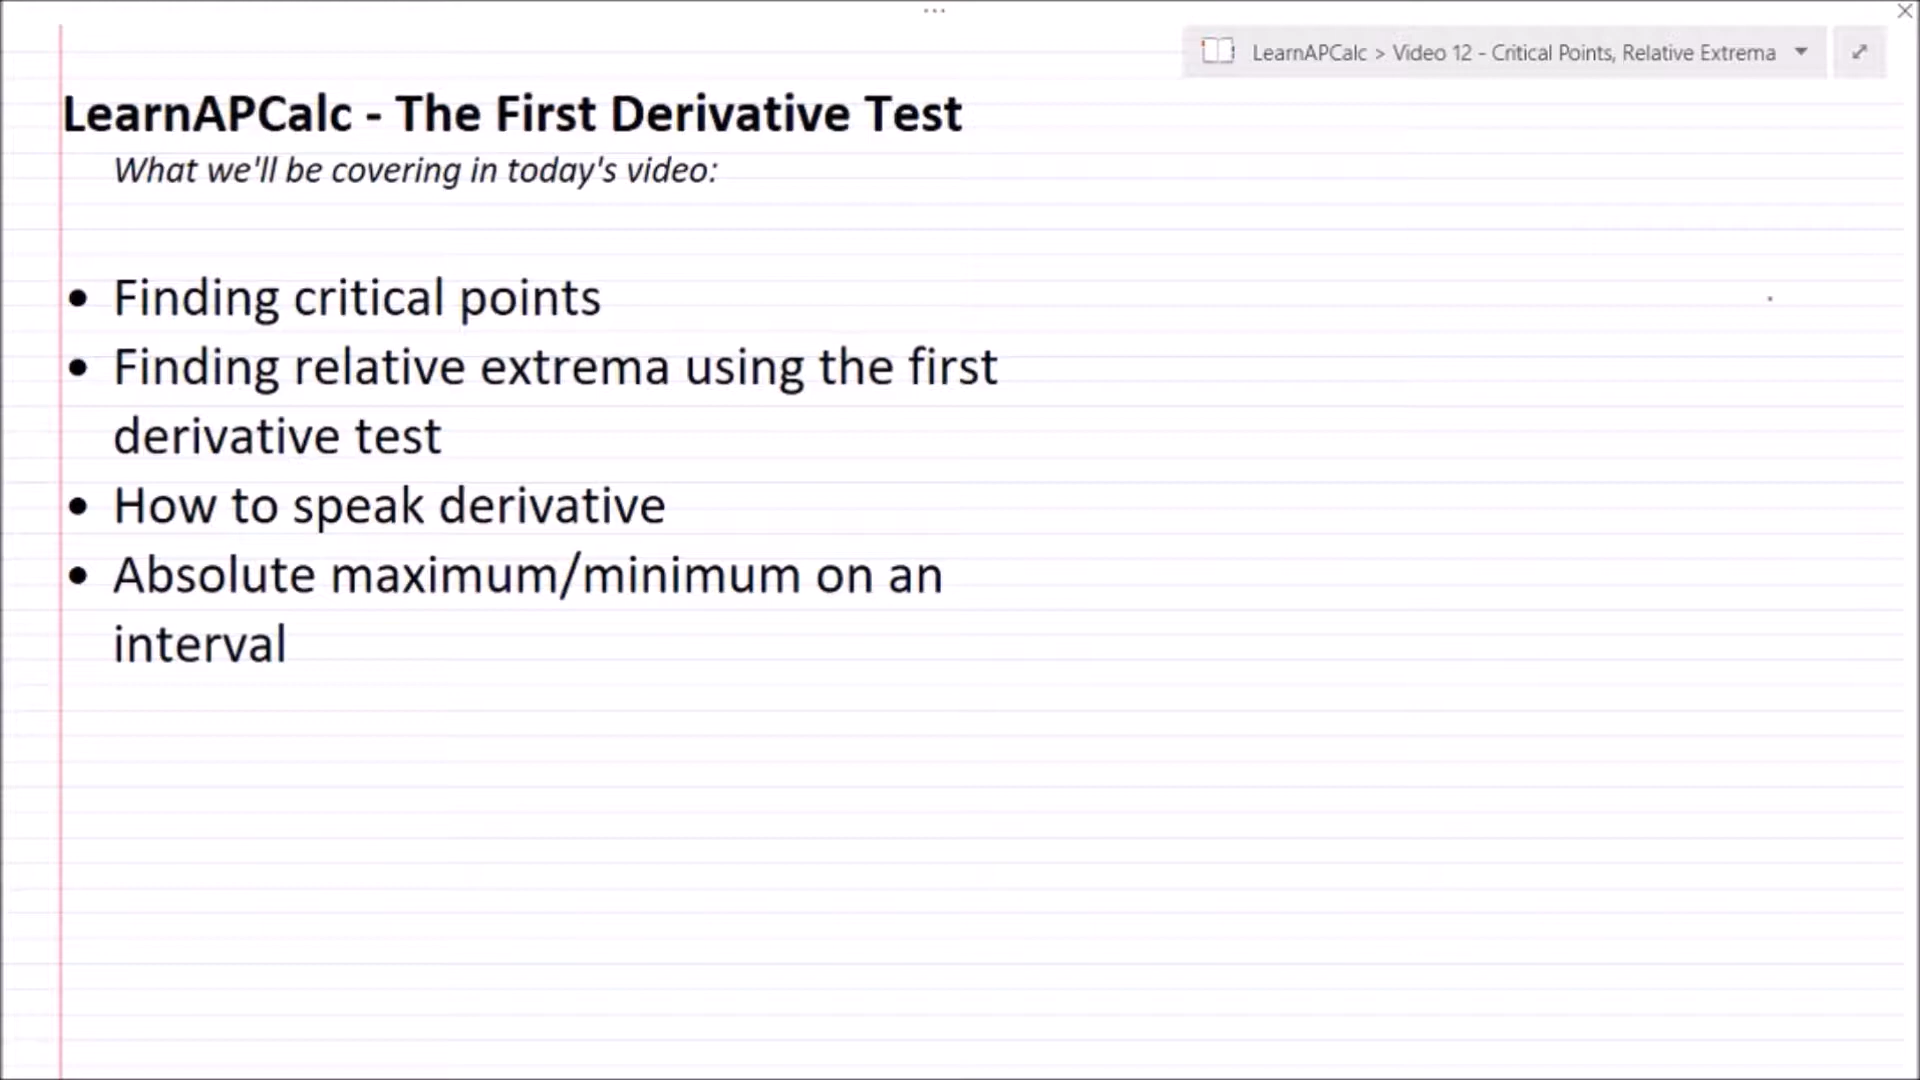 LearnAPCalc > Video 12 - Critical Points, Relative Extrema
LearnAPCalc - The First Derivative Test
What we'll be covering in today's video:
• Finding critical points
• Finding relative extrema using the first
derivative test
• How to speak derivative
• Absolute maximum/minimum on an
interval